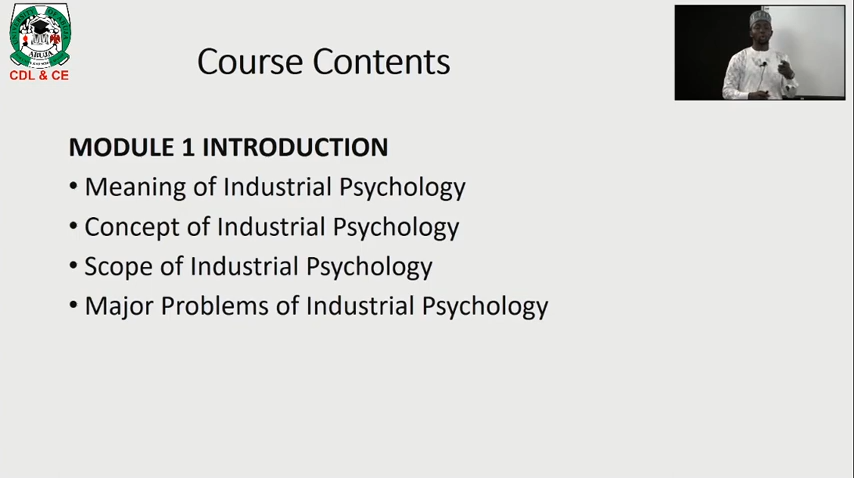 ABUJA
CDL & CE
Course Contents
MODULE 1 INTRODUCTION
• Meaning of Industrial Psychology
• Concept of Industrial Psychology
• Scope of Industrial Psychology
• Major Problems of Industrial Psychology